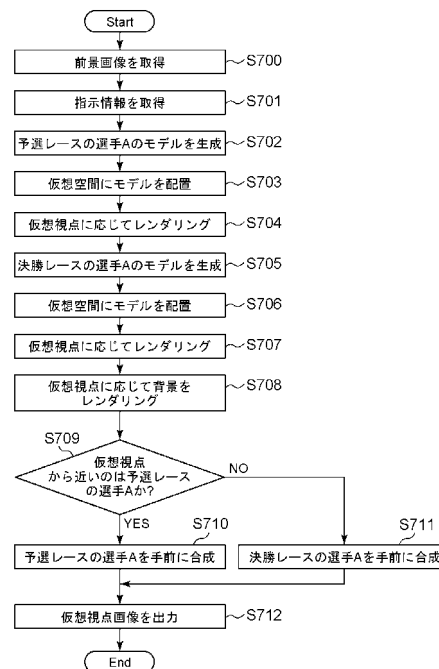 Start
前景画像を取得
S700
指示情報を取得
S701
予選レースの選手Aのモデルを生成
S702
仮想空間にモデルを配置
S703
仮想視点に応じてレンダリング
S704
決勝レースの選手Aのモデルを生成
S705
仮想空間にモデルを配置
S706
仮想視点に応じてレンダリング
S707
仮想視点に応じて背景を
レンダリング
S708
S709
仮想視点
から近いのは予選レース
の選手Aか?
NO
YES
S710
S711
予選レースの選手Aを手前に合成
決勝レースの選手Aを手前に合成
仮想視点画像を出力
S712
End